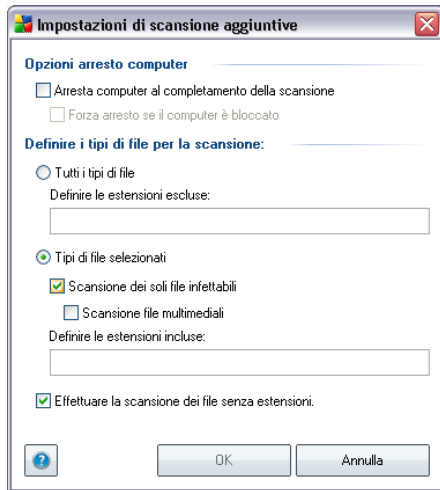 Impostazioni di scansione aggiuntive
Opzioni arresto computer
Arresta computer al completamento della scansione
Forza arresto se il computer è bloccato
Definire i tipi di file per la scansione:
Tutti i tipi di file
Definire le estensioni escluse:
Tipi di file selezionati
Scansione dei soli file infettabili
Scansione file multimediali
Definire le estensioni incluse:
Effettuare la scansione dei file senza estensioni.
?
OK
Annulla